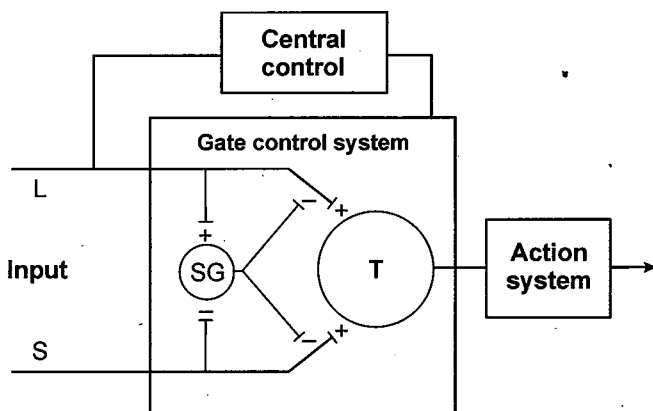 Central
control
Gate control system
L
+
–
+
Input
SG
T
Action
system
–
–
+
S